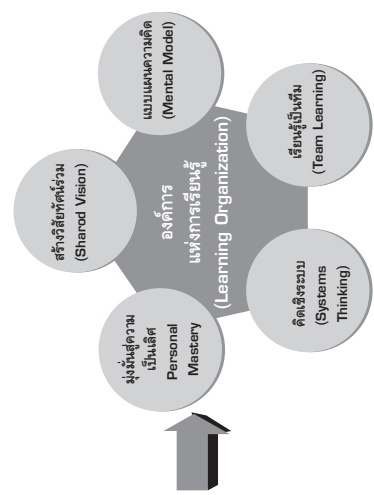 องค์การ
แห่งการเรียนรู้
(Learning Organization)
มุ่งมั่นสู่ความ
เป็นเลิศ
Personal
Mastery
สร้างวิสัยทัศน์ร่วม
(Sharod Vision)
แบบแผนความคิด
(Mental Model)
เรียนรู้เป็นทีม
(Team Learning)
คิดเชิงระบบ
(Systems
Thinking)